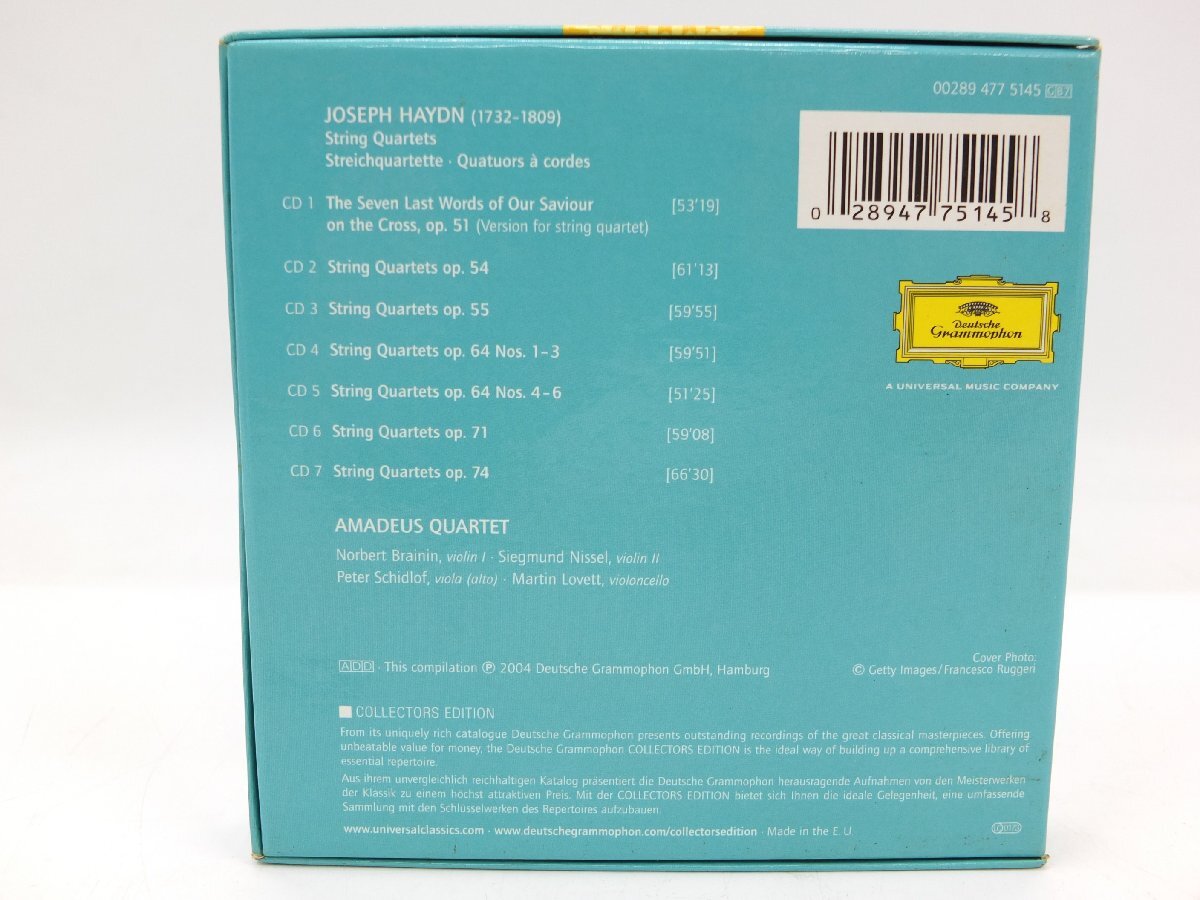 00289 477 5145 GB7
JOSEPH HAYDN (1732-1809)
String Quartets
Streichquartette · Quatuors à cordes
0 28947 75145 8
CD 1 The Seven Last Words of Our Saviour [53'19]
on the Cross, op. 51 (Version for string quartet)
CD 2 String Quartets op. 54 [61'13]
CD 3 String Quartets op. 55 [59'55]
CD 4 String Quartets op. 64 Nos. 1-3 [59'51]
CD 5 String Quartets op. 64 Nos. 4-6 [51'25]
CD 6 String Quartets op. 71 [59'08]
CD 7 String Quartets op. 74 [66'30]
Deutsche
Grammophon
A UNIVERSAL MUSIC COMPANY
AMADEUS QUARTET
Norbert Brainin, violin I · Siegmund Nissel, violin II
Peter Schidlof, viola (alto) · Martin Lovett, violoncello
ADD · This compilation ℗ 2004 Deutsche Grammophon GmbH, Hamburg
Cover Photo:
© Getty Images/Francesco Ruggeri
COLLECTORS EDITION
From its uniquely rich catalogue Deutsche Grammophon presents outstanding recordings of the great classical masterpieces. Offering
unbeatable value for money, the Deutsche Grammophon COLLECTORS EDITION is the ideal way of building up a comprehensive library of
essential repertoire.
Aus ihrem unvergleichlich reichhaltigen Katalog präsentiert die Deutsche Grammophon herausragende Aufnahmen von den Meisterwerken
der Klassik zu einem höchst attraktiven Preis. Mit der COLLECTORS EDITION bietet sich Ihnen die ideale Gelegenheit, eine umfassende
Sammlung mit den Schlüsselwerken des Repertoires aufzubauen.
www.universalclassics.com · www.deutschegrammophon.com/collectorsedition · Made in the E.U.